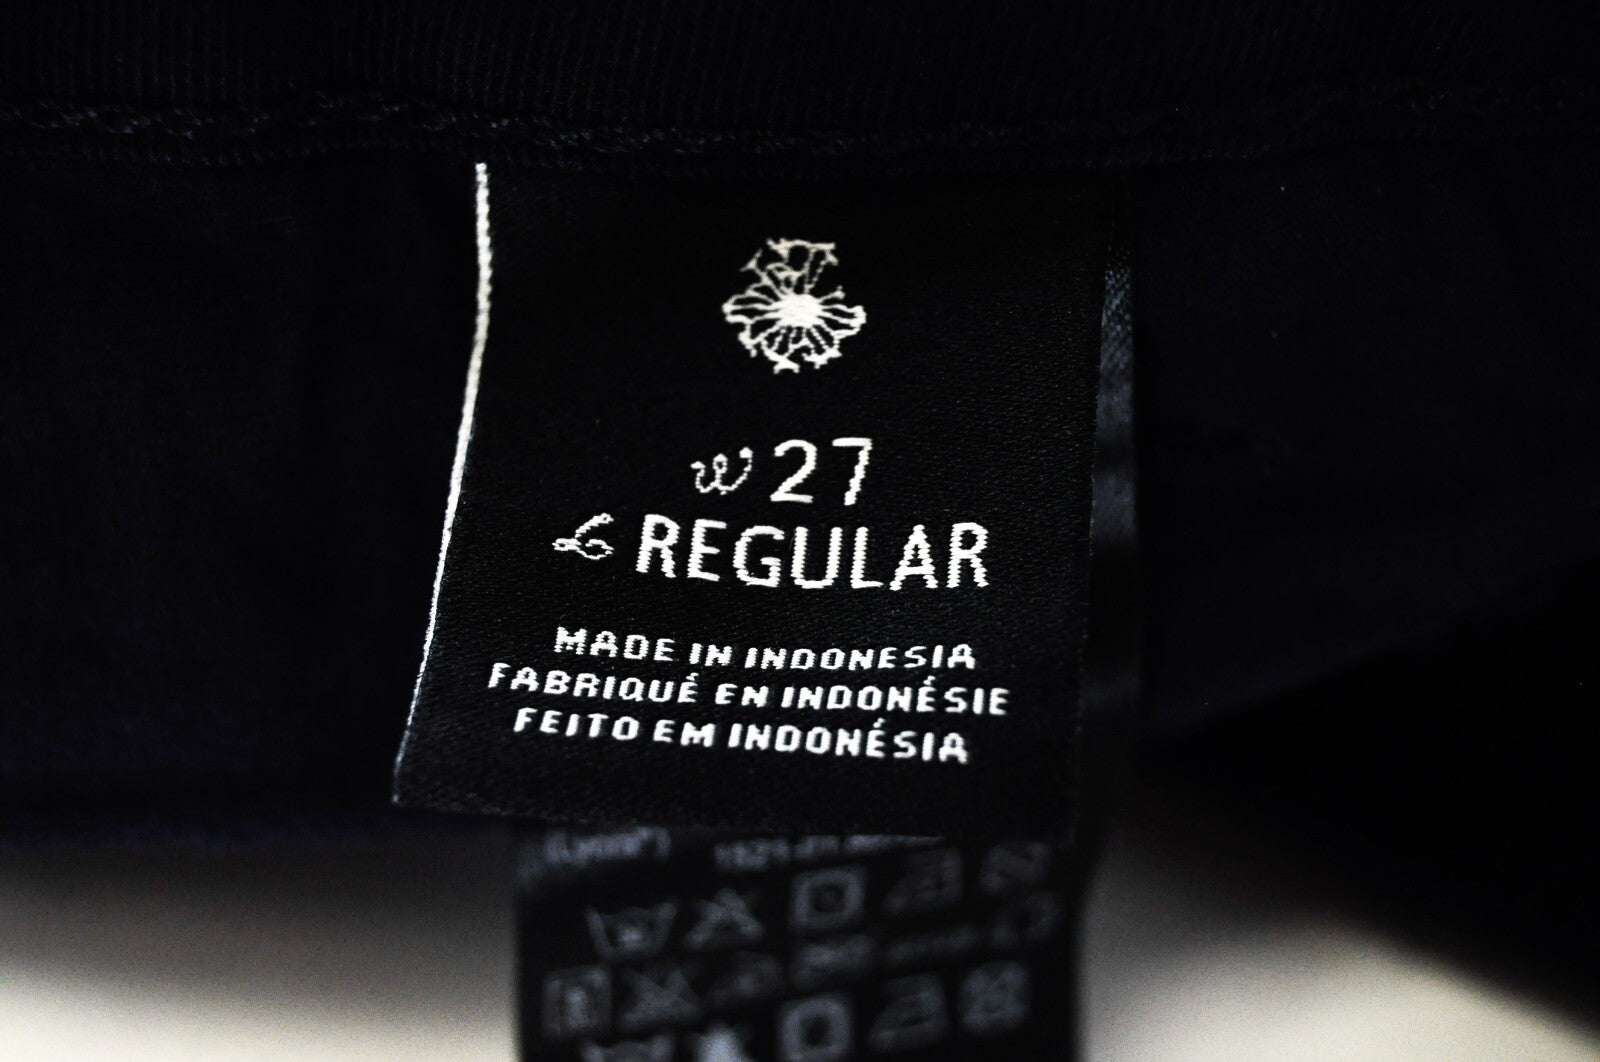 W 27
L REGULAR
MADE IN INDONESIA
FABRIQUÉ EN INDONÉSIE
FEITO EM INDONÉSIA